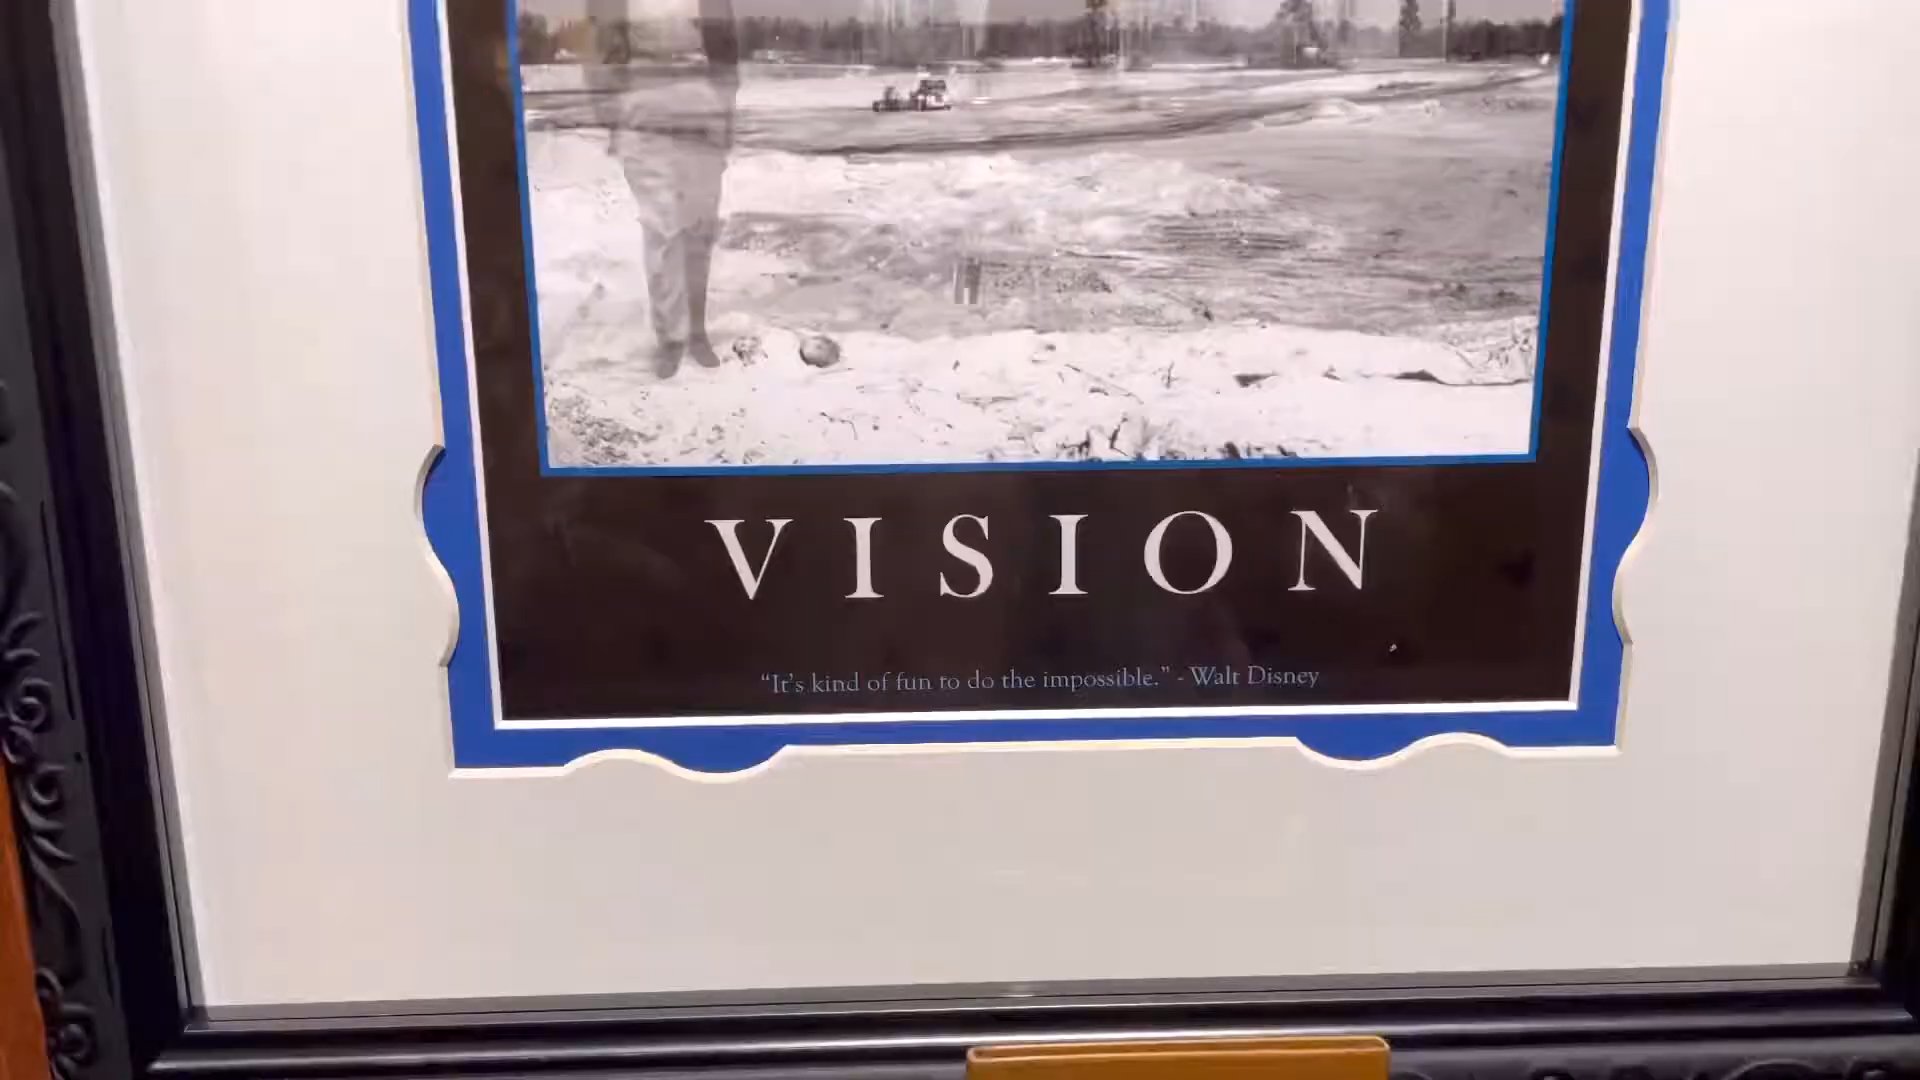 VISION
“It’s kind of fun to do the impossible.” - Walt Disney